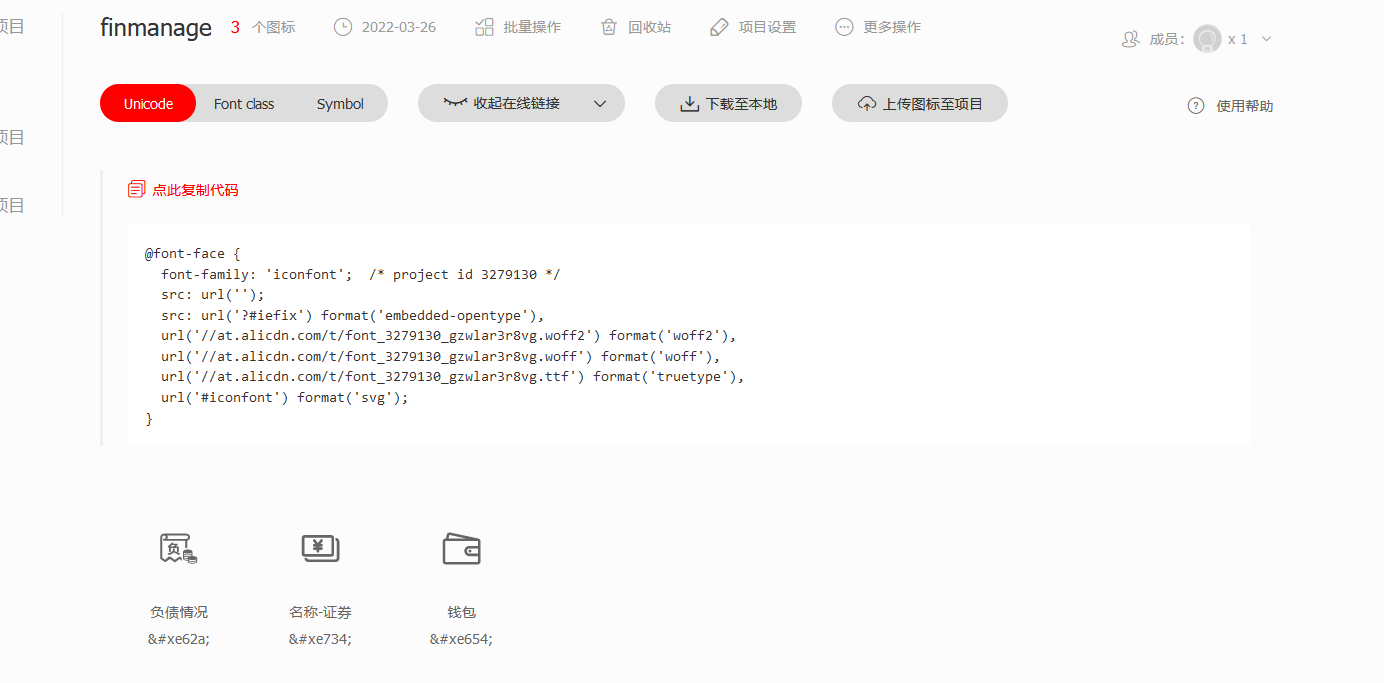 项目
finmanage 3 个图标 2022-03-26 批量操作 回收站 项目设置 更多操作
成员: x 1
Unicode Font class Symbol 收起在线链接 下载至本地 上传图标至项目 使用帮助
项目
点此复制代码
项目
@font-face {
font-family: 'iconfont'; /* project id 3279130 */
src: url('');
src: url('?#iefix') format('embedded-opentype'),
url('//at.alicdn.com/t/font_3279130_gzwlar3r8vg.woff2') format('woff2'),
url('//at.alicdn.com/t/font_3279130_gzwlar3r8vg.woff') format('woff'),
url('//at.alicdn.com/t/font_3279130_gzwlar3r8vg.ttf') format('truetype'),
url('#iconfont') format('svg');
}
负
¥
负债情况 名称-证券 钱包
&#xe62a; &#xe734; &#xe654;